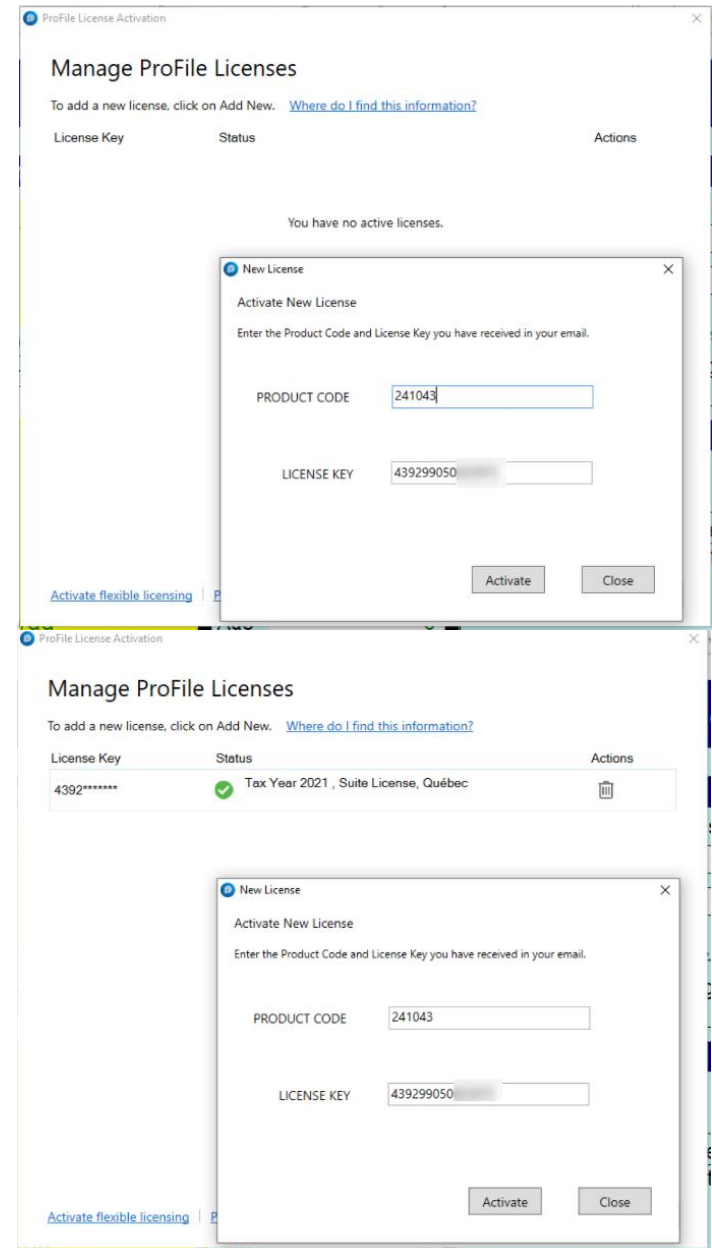 ProFile License Activation
Manage ProFile Licenses
To add a new license, click on Add New. Where do I find this information?
License Key Status Actions
You have no active licenses.
New License
Activate New License
Enter the Product Code and License Key you have received in your email.
PRODUCT CODE 241043
LICENSE KEY 439299050
Activate Close
Activate flexible licensing P
ProFile License Activation
Manage ProFile Licenses
To add a new license, click on Add New. Where do I find this information?
License Key Status Actions
4392******* Tax Year 2021 , Suite License, Québec
New License
Activate New License
Enter the Product Code and License Key you have received in your email.
PRODUCT CODE 241043
LICENSE KEY 439299050
Activate Close
Activate flexible licensing P